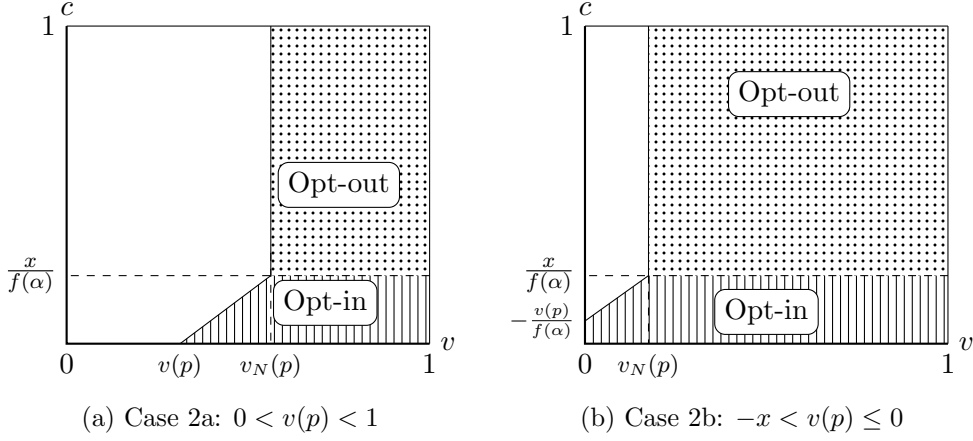 c
1
Opt-out
x/f(α)
Opt-in
v
0
v(p)
v_N(p)
1
(a) Case 2a: 0 < v(p) < 1
c
1
Opt-out
x/f(α)
Opt-in
−v(p)/f(α)
v
0
v_N(p)
1
(b) Case 2b: −x < v(p) ≤ 0